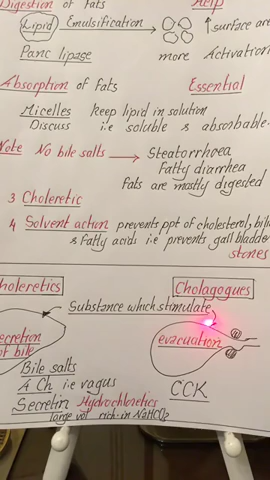 Digestion of Fats
Help
Lipid Emulsification
↑surface are
Panc lipase
more Activation
Absorption of Fats
Essential
Micelles keep lipid in solution
Discuss i.e soluble & absorbable.
Note No bile salts → Steatorrhoea
Fatty diarrhea
fats are mostly digested
3 Choleretic
4 Solvent action prevents ppt of cholesterol, bili
& fatty acids i.e prevents gall bladder
stones
holeretics
Cholagogues
Substance which stimulate
ecretion
of bile
evacuation
Bile salts
A Ch i.e vagus
CCK
Secretin Hydrocholeretics
large vol rich in NaHCO3